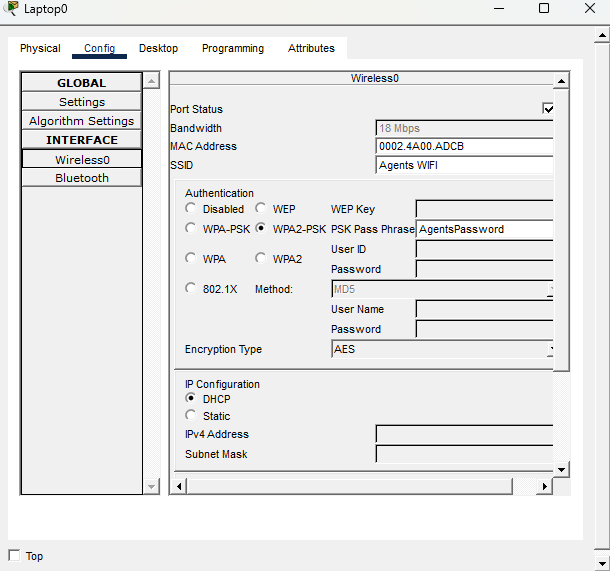 Laptop0
Physical Config Desktop Programming Attributes
GLOBAL
Settings
Algorithm Settings
INTERFACE
Wireless0
Bluetooth
Wireless0
Port Status
Bandwidth 18 Mbps
MAC Address 0002.4A00.ADCB
SSID Agents WIFI
Authentication
Disabled WEP WEP Key
WPA-PSK WPA2-PSK PSK Pass Phrase AgentsPassword
User ID
WPA WPA2 Password
802.1X Method: MD5
User Name
Password
Encryption Type AES
IP Configuration
DHCP
Static
IPv4 Address
Subnet Mask
Top